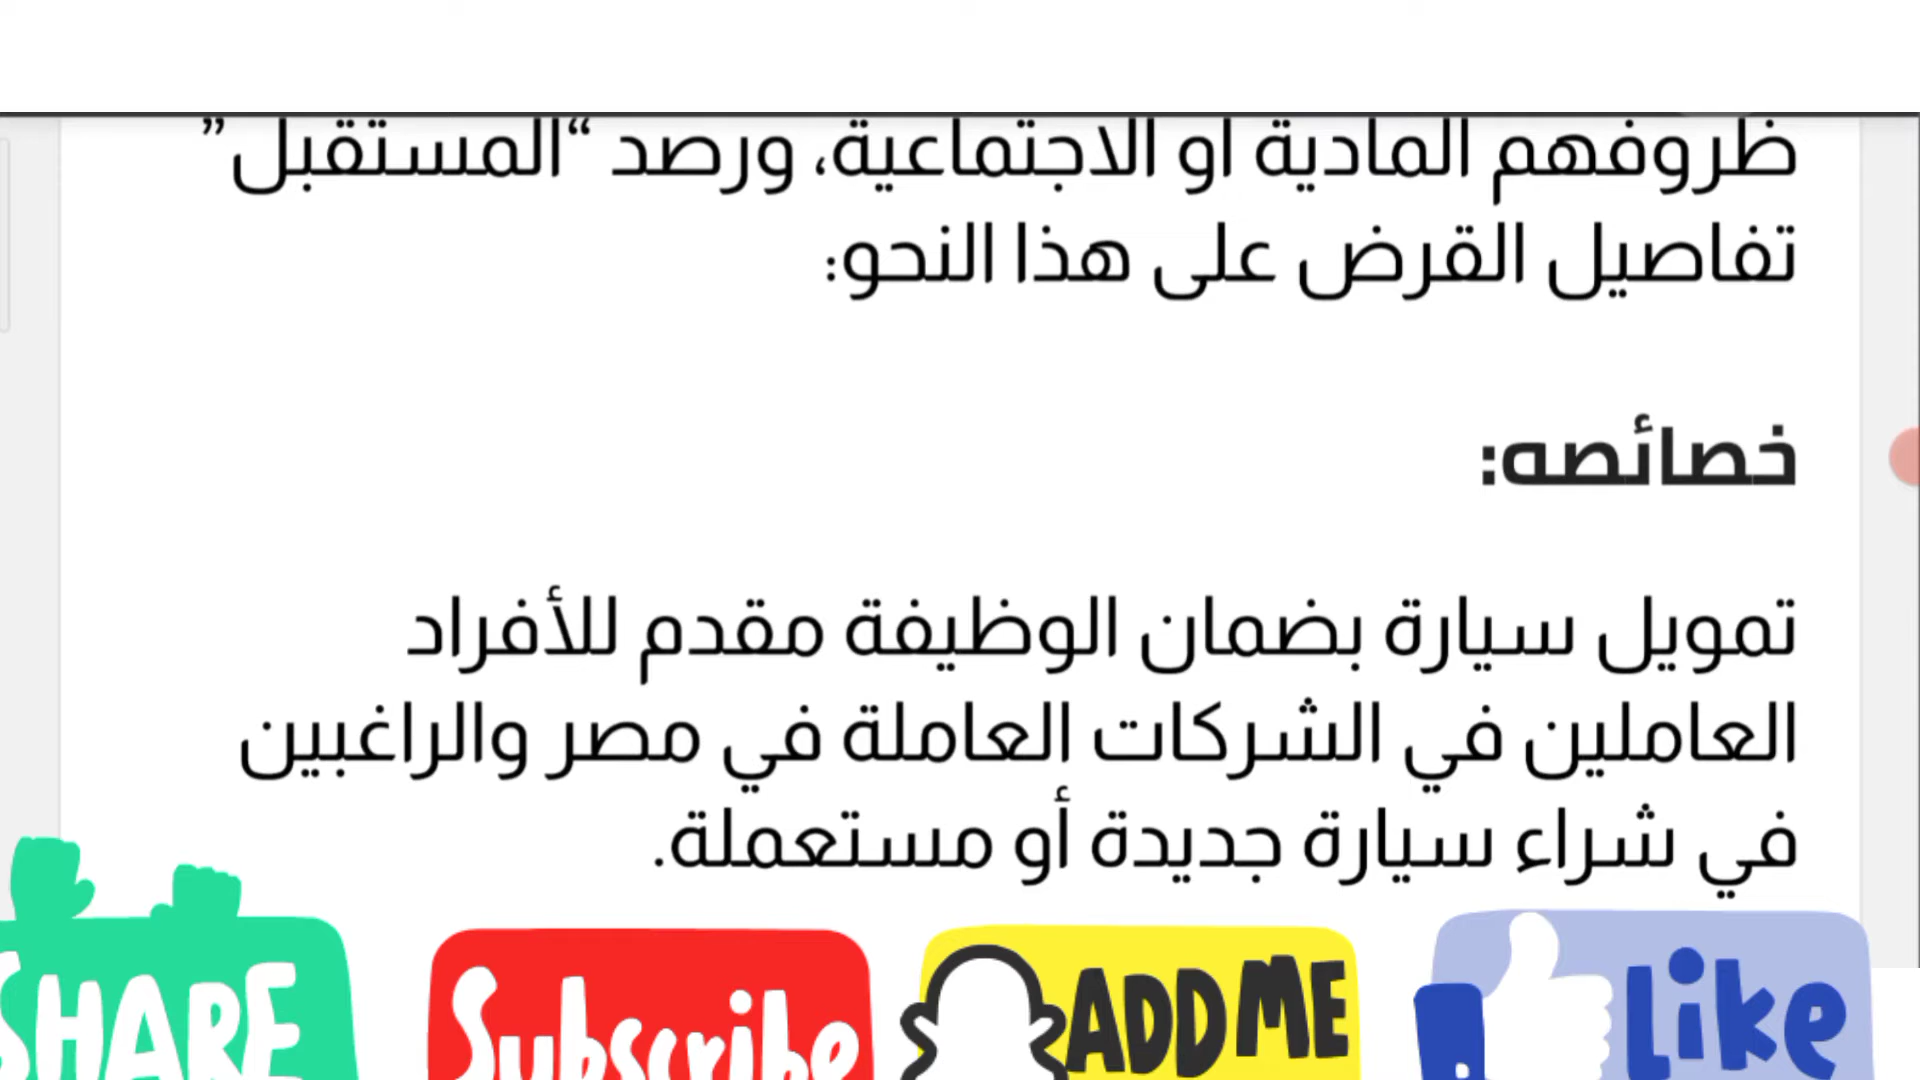 ظروفهم المادية أو الاجتماعية، ورصد “المستقبل”
تفاصيل القرض على هذا النحو:
خصائصه:
تمويل سيارة بضمان الوظيفة مقدم للأفراد
العاملين في الشركات العاملة في مصر والراغبين
في شراء سيارة جديدة أو مستعملة.
SHARE
Subscribe
ADD ME
Like